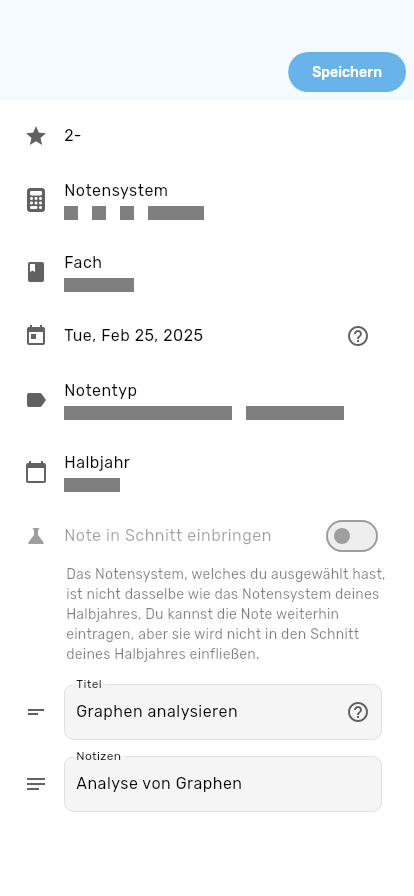 Speichern
2-
Notensystem
Fach
Tue, Feb 25, 2025
Notentyp
Halbjahr
Note in Schnitt einbringen
Das Notensystem, welches du ausgewählt hast,
ist nicht dasselbe wie das Notensystem deines
Halbjahres. Du kannst die Note weiterhin
eintragen, aber sie wird nicht in den Schnitt
deines Halbjahres einfließen.
Titel
Graphen analysieren
Notizen
Analyse von Graphen